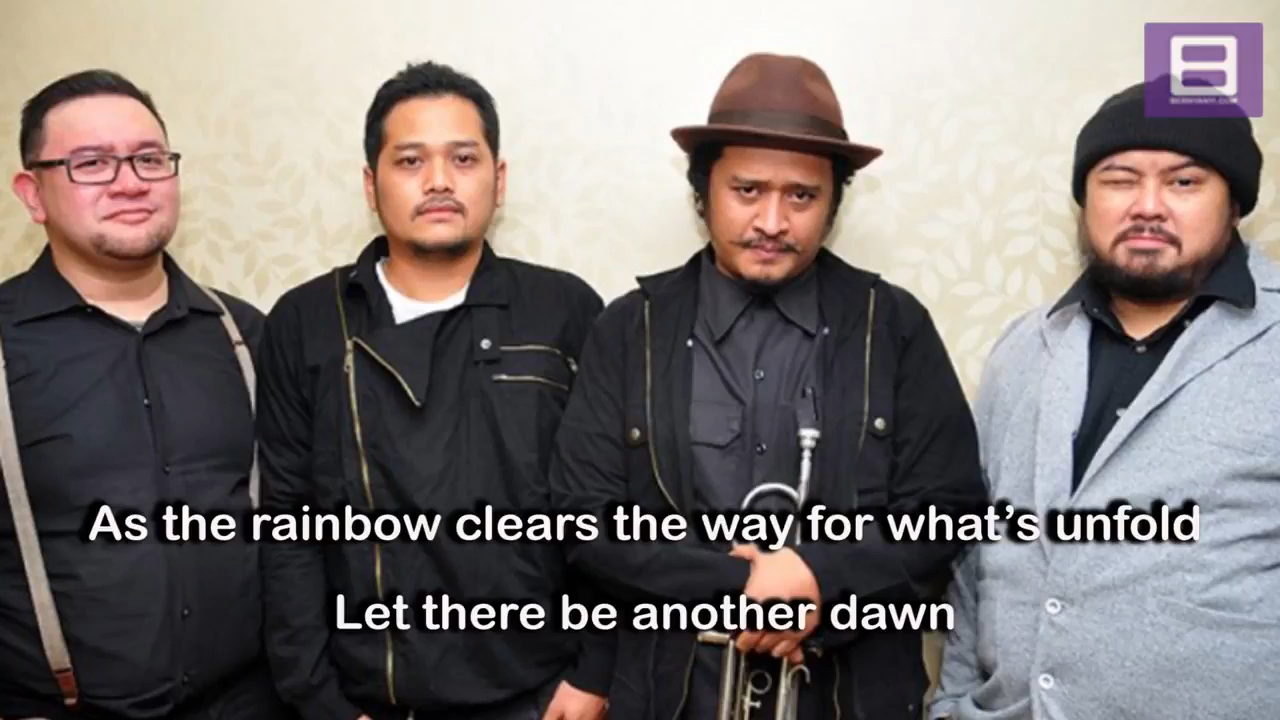 As the rainbow clears the way for what's unfold
Let there be another dawn